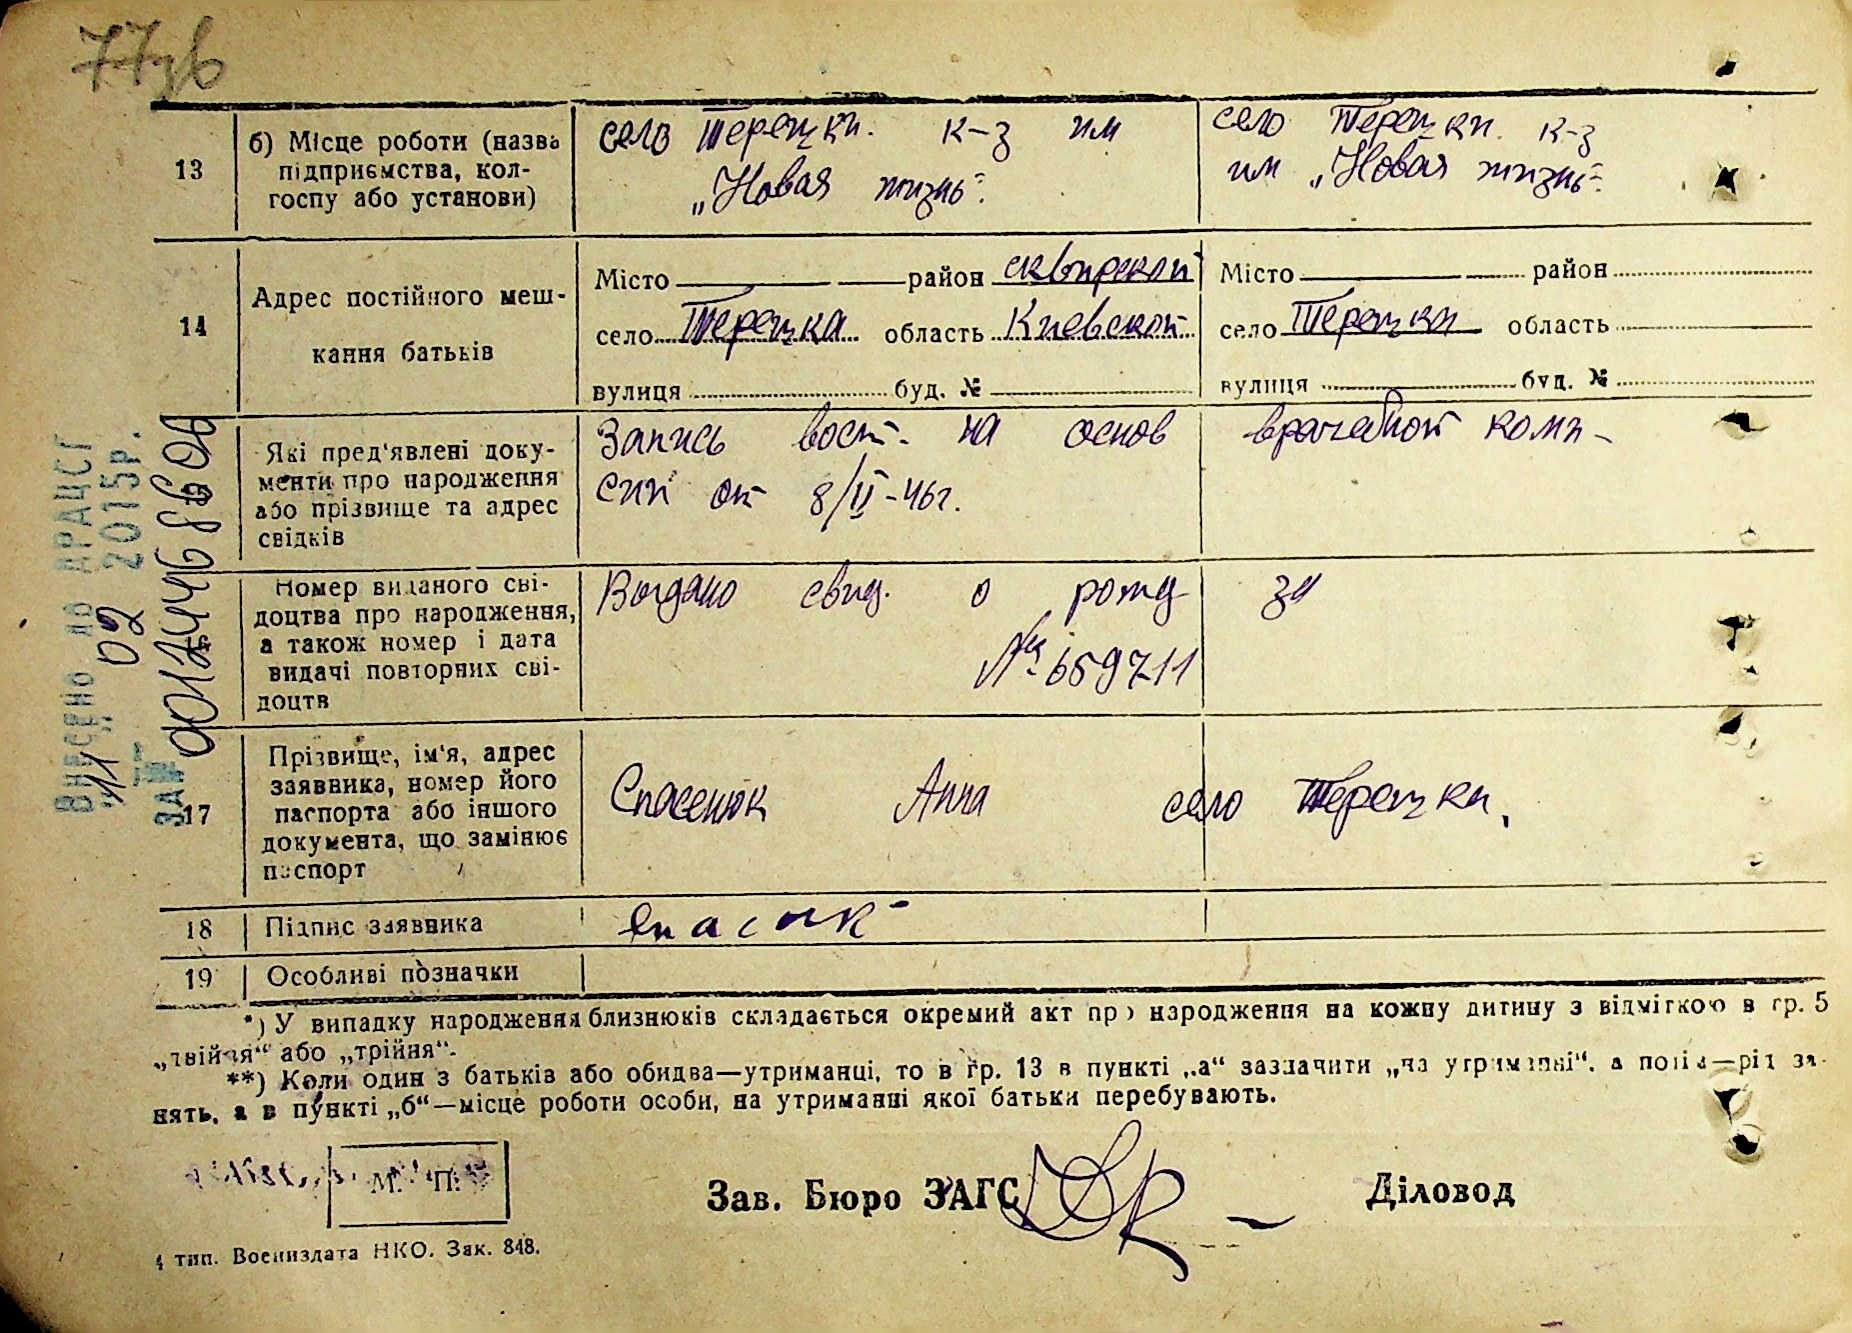 77зв
13
б) Місце роботи (назва
підприємства, кол-
госпу або установи)
село Терешки. к-з им
„Новая жизнь"
село Терешки. к-з
им „Новая жизнь"
14
Адрес постійного меш-
кання батьків
Місто район сквирской
село Терешка область Киевской
вулиця буд. №
Місто район
село Терешки область
вулиця буд. №
Які пред'явлені доку-
менти про народження
або прізвище та адрес
свідків
Запись вост. на основ врачебной коми-
сии от 8/II-46г.
Номер виданого сві-
доцтва про народження,
а також номер і дата
видачі повторних сві-
доцтв
Выдано свид. о рожд за
№ 659711
17
Прізвище, ім'я, адрес
заявника, номер його
паспорта або іншого
документа, що замінює
паспорт
Спасенюк Анна село Терешки,
18
Підпис заявника
19
Особливі позначки
*) У випадку народження близнюків складається окремий акт про народження на кожну дитину з відміткою в гр. 5
„двійня“ або „трійня“.
**) Коли один з батьків або обидва—утриманці, то в гр. 13 в пункті „а“ зазначити „на утриманні“, а попід—рід за-
нять, а в пункті „б“—місце роботи особи, на утриманні якої батьки перебувають.
М. П.
Зав. Бюро ЗАГС
Діловод
4 тип. Воениздата НКО. Зак. 848.
Внесено до ДРАЦСГ
„11 02 2015р.
ЗА №